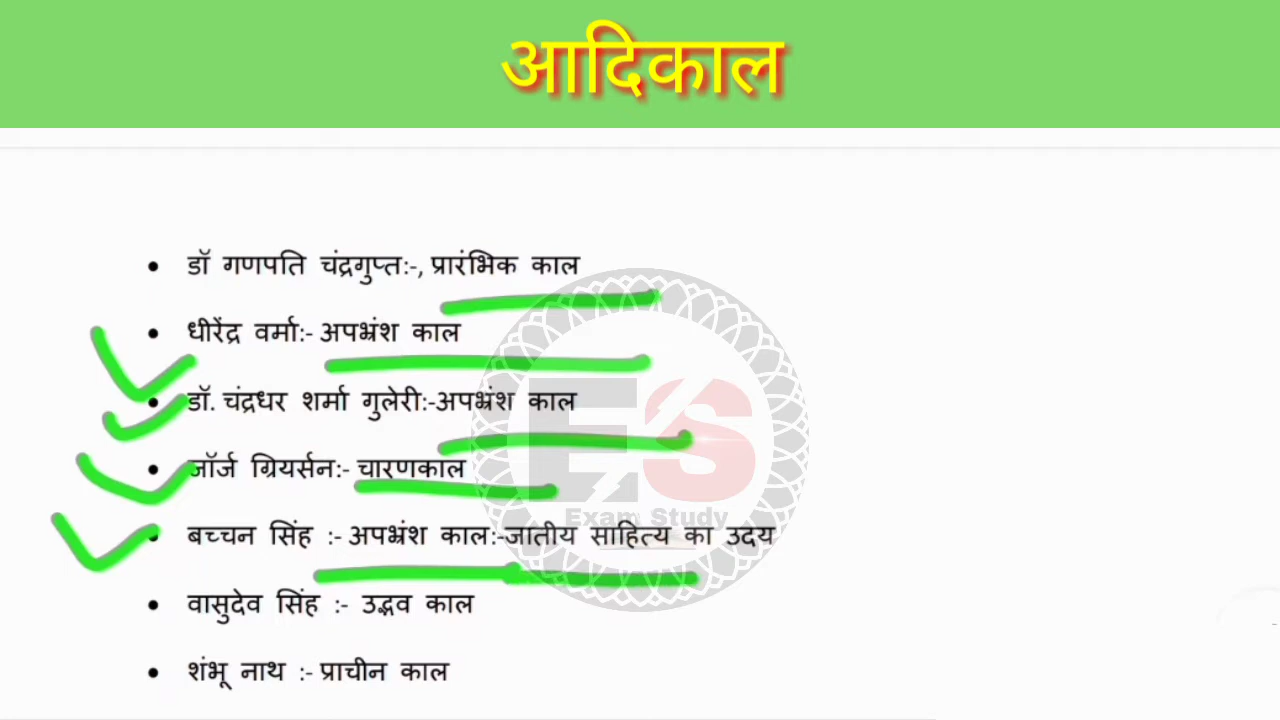 आदिकाल
• डॉ गणपति चंद्रगुप्त:-, प्रारंभिक काल
• धीरेंद्र वर्मा:- अपभ्रंश काल
• डॉ. चंद्रधर शर्मा गुलेरी:-अपभ्रंश काल
• जॉर्ज ग्रियर्सन:- चारणकाल
ES
Exam Study
• बच्चन सिंह :- अपभ्रंश काल:-जातीय साहित्य का उदय
• वासुदेव सिंह :- उद्भव काल
• शंभू नाथ :- प्राचीन काल